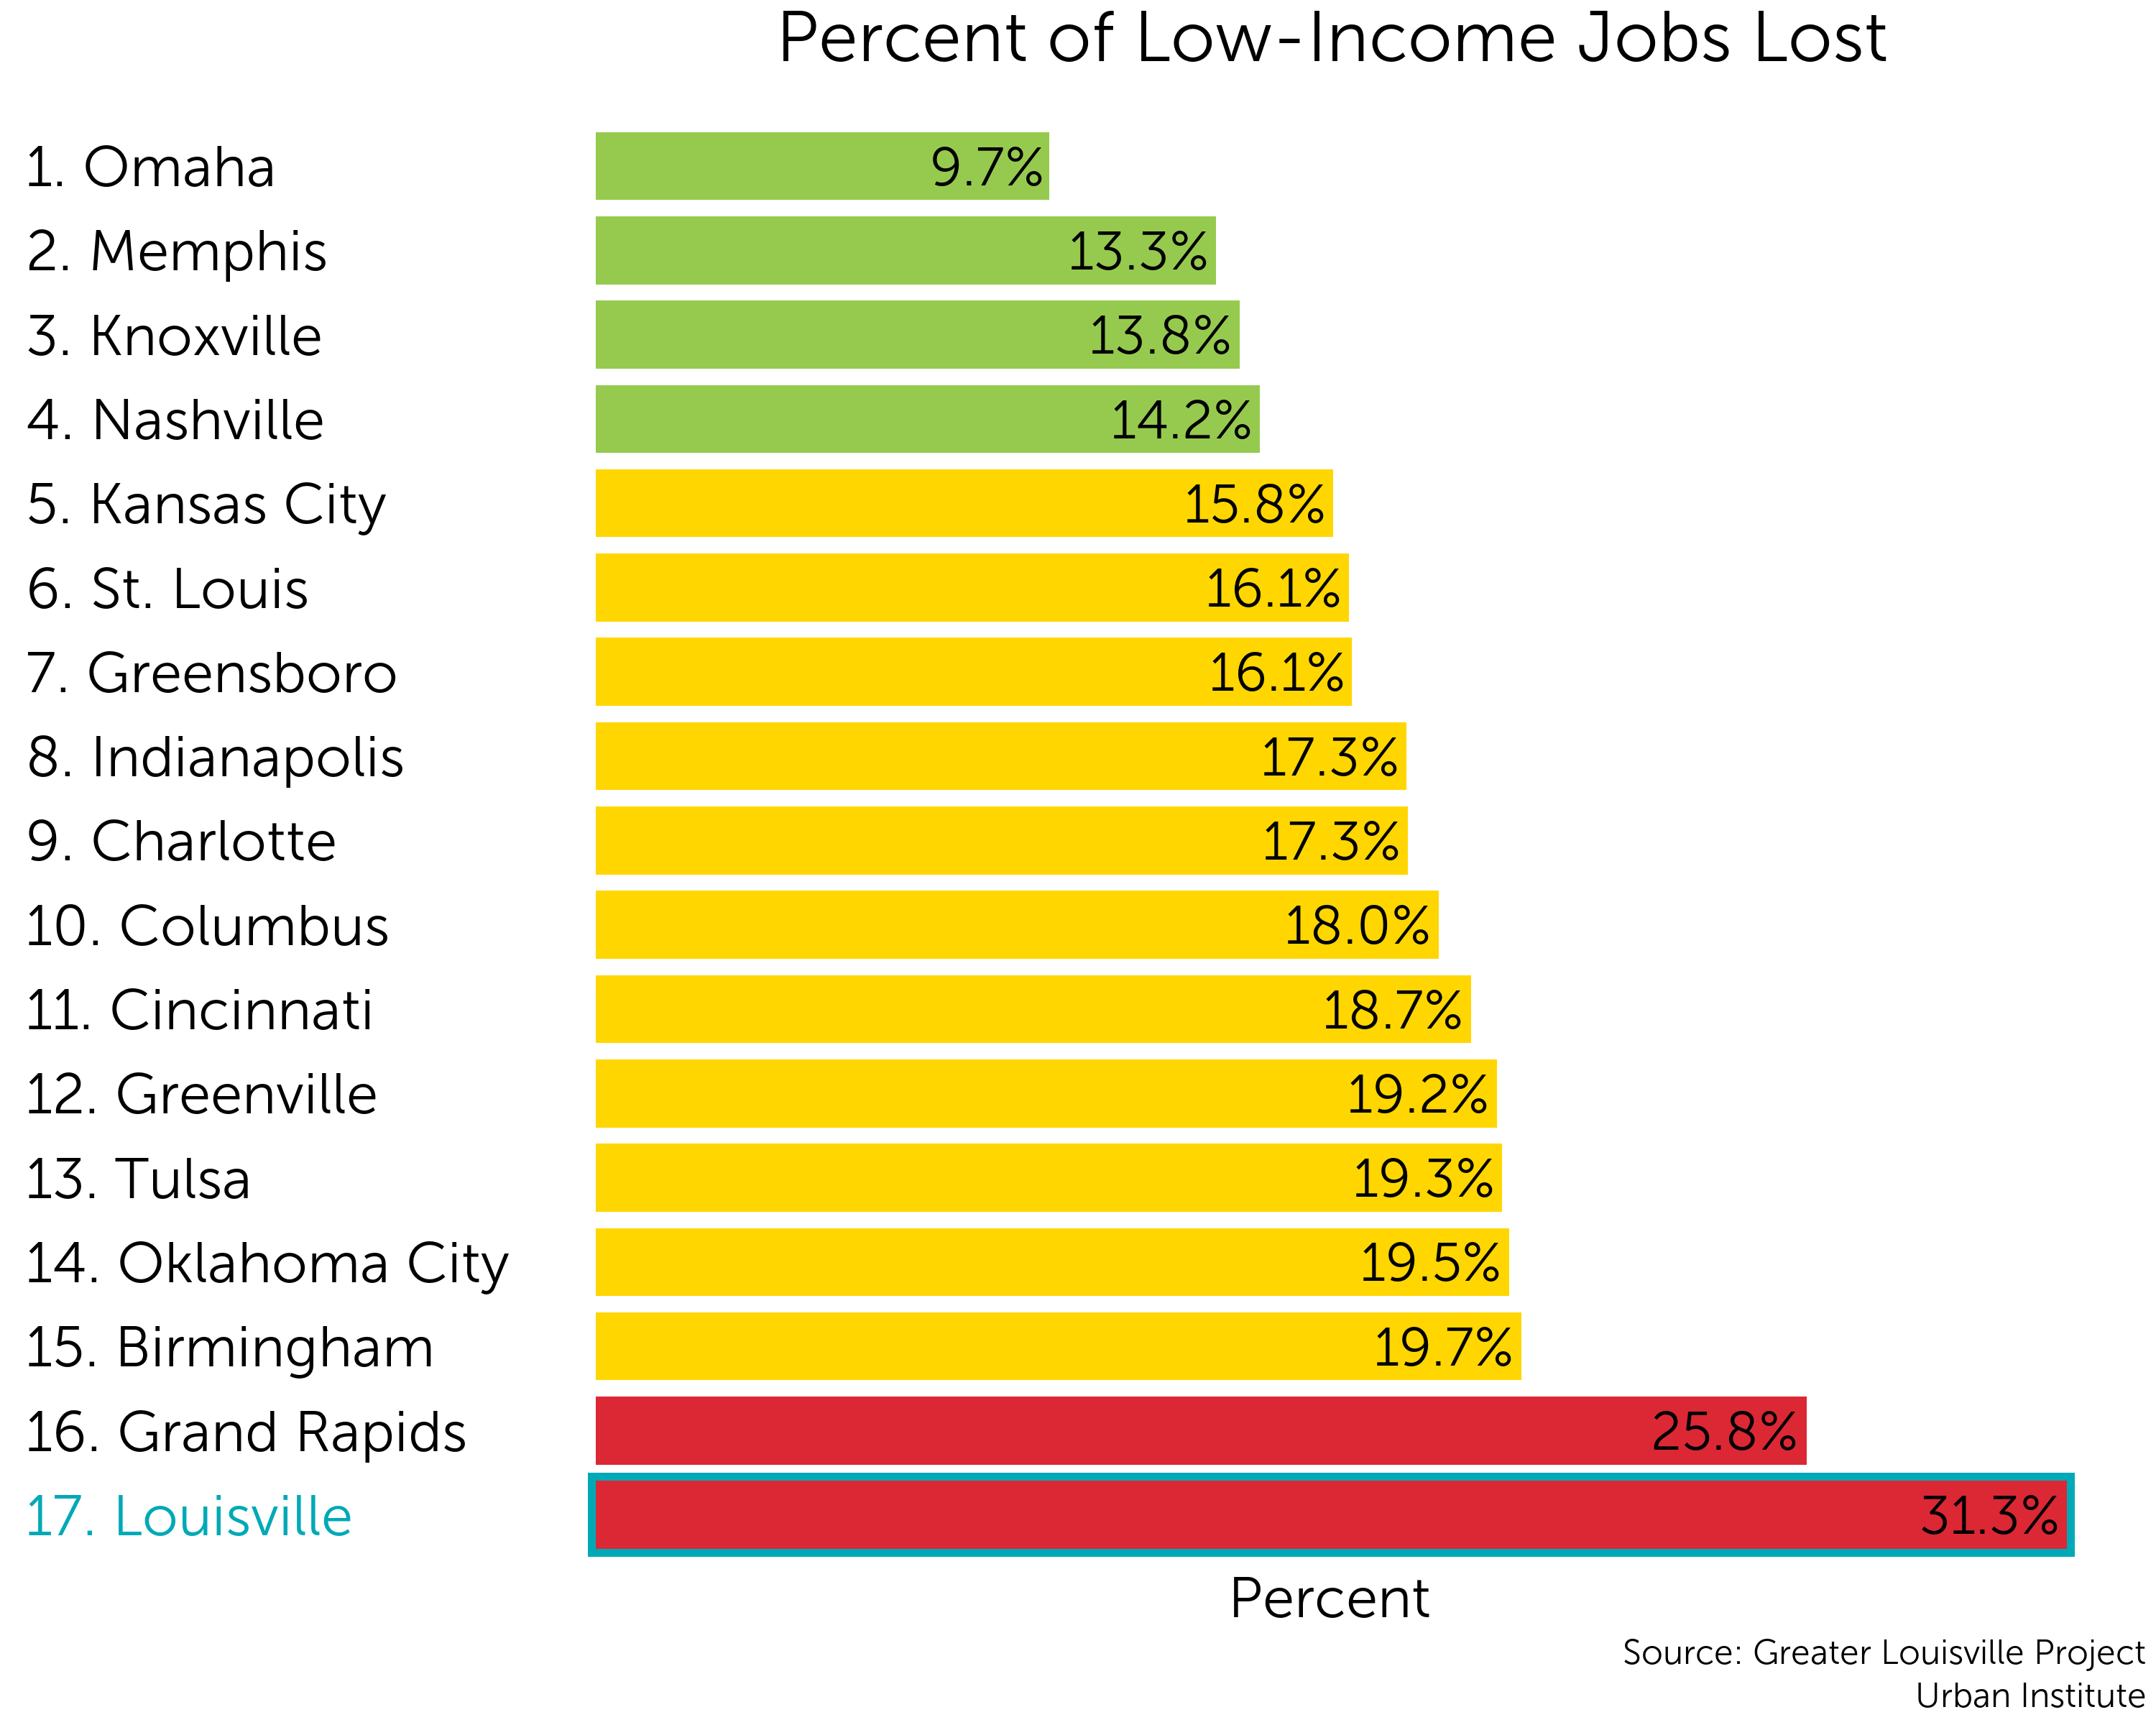 Percent of Low-Income Jobs Lost
1. Omaha 9.7%
2. Memphis 13.3%
3. Knoxville 13.8%
4. Nashville 14.2%
5. Kansas City 15.8%
6. St. Louis 16.1%
7. Greensboro 16.1%
8. Indianapolis 17.3%
9. Charlotte 17.3%
10. Columbus 18.0%
11. Cincinnati 18.7%
12. Greenville 19.2%
13. Tulsa 19.3%
14. Oklahoma City 19.5%
15. Birmingham 19.7%
16. Grand Rapids 25.8%
17. Louisville 31.3%
Percent
Source: Greater Louisville Project
Urban Institute